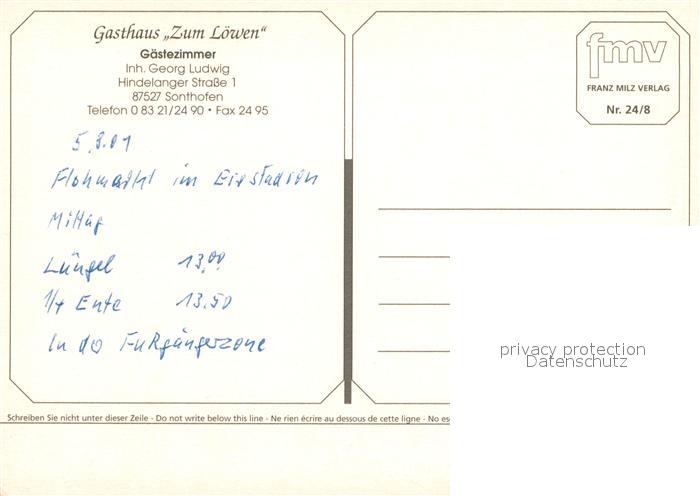 Gasthaus „Zum Löwen“
Gästezimmer
Inh. Georg Ludwig
Hindelanger Straße 1
87527 Sonthofen
Telefon 0 83 21/24 90 • Fax 24 95
5.8.01
Flohmarkt im Eisstadion
Mittag
Lüngel 13,00
1/4 Ente 13.50
In der Fußgängerzone
fmv
FRANZ MILZ VERLAG
Nr. 24/8
privacy protection
Datenschutz
Schreiben Sie nicht unter dieser Zeile - Do not write below this line - Ne rien écrire au dessous de cette ligne - No es